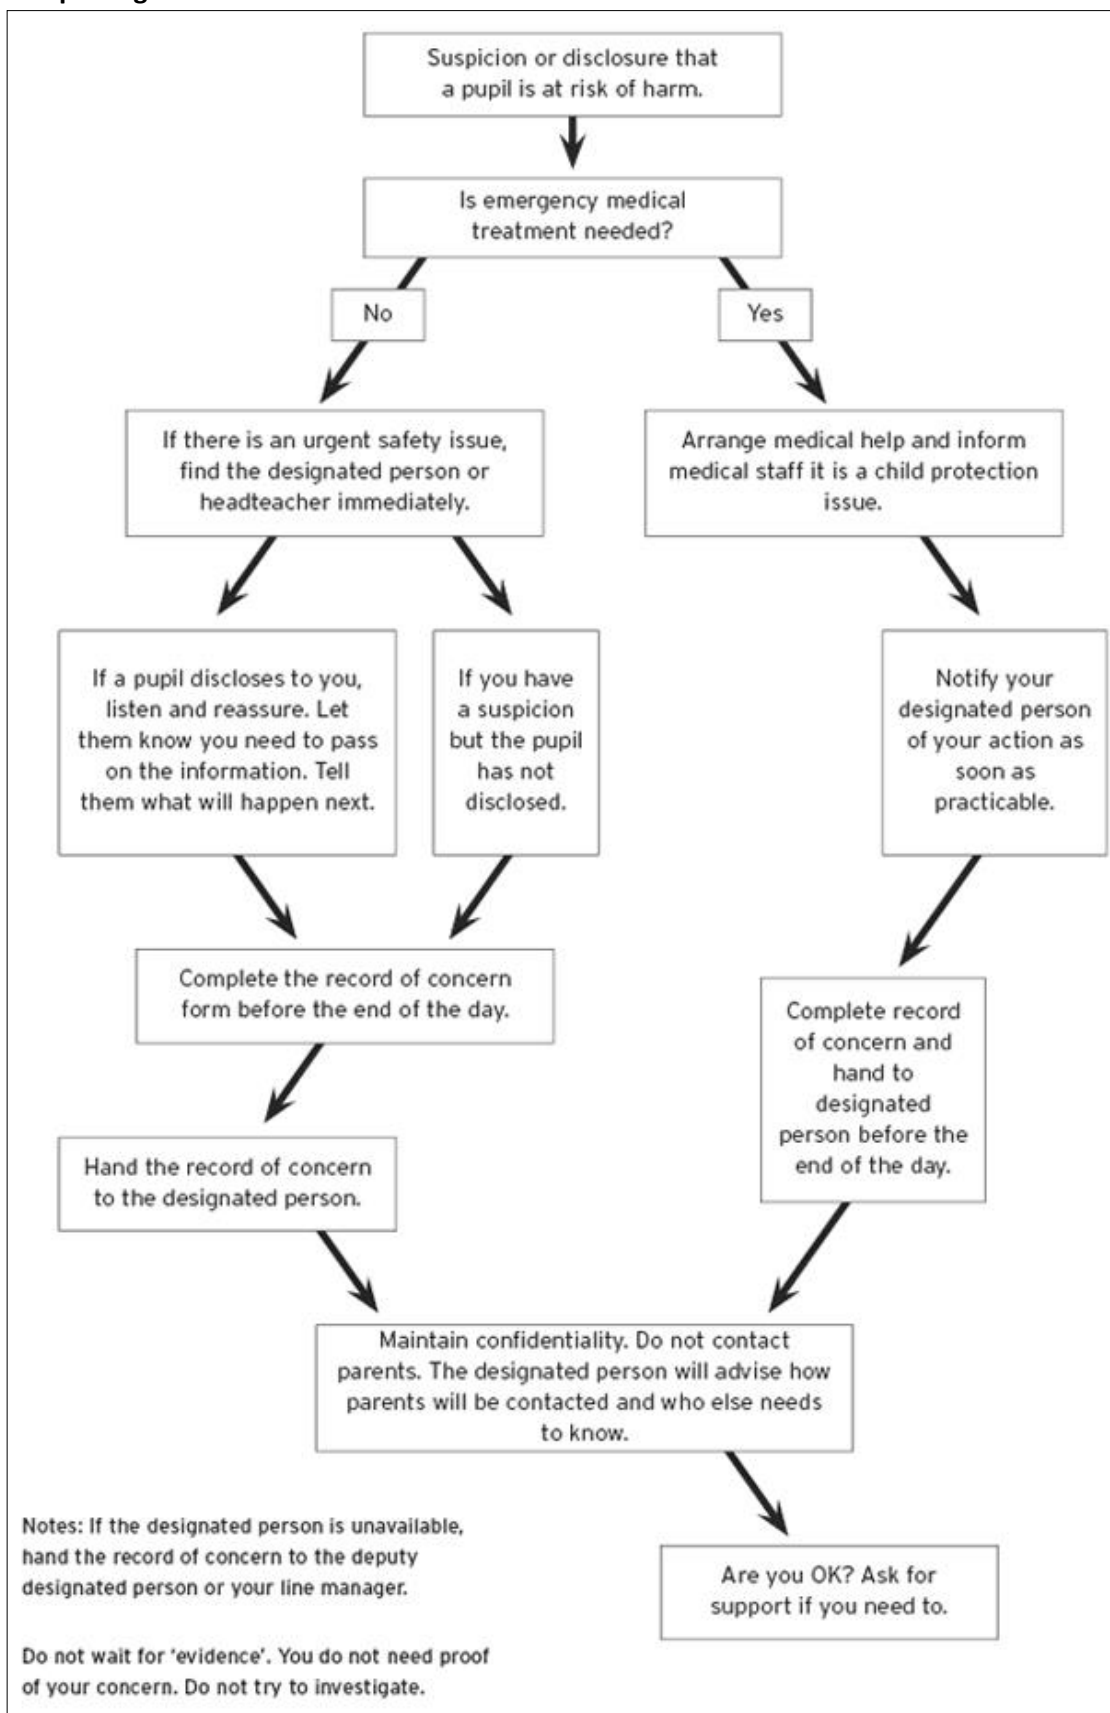 Suspicion or disclosure that
a pupil is at risk of harm.
Is emergency medical
treatment needed?
No
Yes
If there is an urgent safety issue,
find the designated person or
headteacher immediately.
Arrange medical help and inform
medical staff it is a child protection
issue.
If a pupil discloses to you,
listen and reassure. Let
them know you need to pass
on the information. Tell
them what will happen next.
If you have
a suspicion
but the pupil
has not
disclosed.
Notify your
designated person
of your action as
soon as
practicable.
Complete the record of concern
form before the end of the day.
Complete record
of concern and
hand to
designated
person before the
end of the day.
Hand the record of concern
to the designated person.
Maintain confidentiality. Do not contact
parents. The designated person will advise how
parents will be contacted and who else needs
to know.
Notes: If the designated person is unavailable,
hand the record of concern to the deputy
designated person or your line manager.
Are you OK? Ask for
support if you need to.
Do not wait for ‘evidence’. You do not need proof
of your concern. Do not try to investigate.